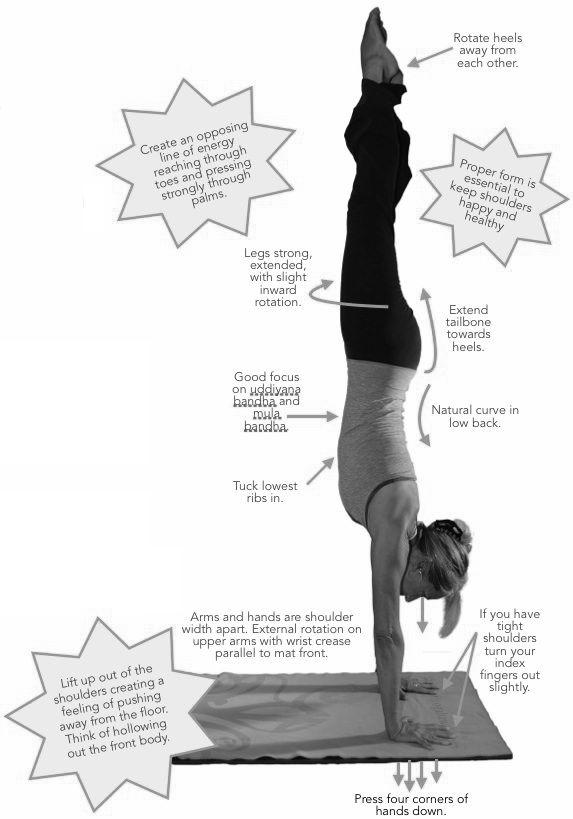 Rotate heels
away from
each other.
Create an opposing
line of energy
reaching through
toes and pressing
strongly through
palms.
Proper form is
essential to
keep shoulders
happy and
healthy
Legs strong,
extended,
with slight
inward
rotation.
Extend
tailbone
towards
heels.
Good focus
on uddiyana
bandha and
mula
bandha.
Natural curve in
low back.
Tuck lowest
ribs in.
Arms and hands are shoulder
width apart. External rotation on
upper arms with wrist crease
parallel to mat front.
If you have
tight
shoulders
turn your
index
fingers out
slightly.
Lift up out of the
shoulders creating a
feeling of pushing
away from the floor.
Think of hollowing
out the front body.
Press four corners of
hands down.